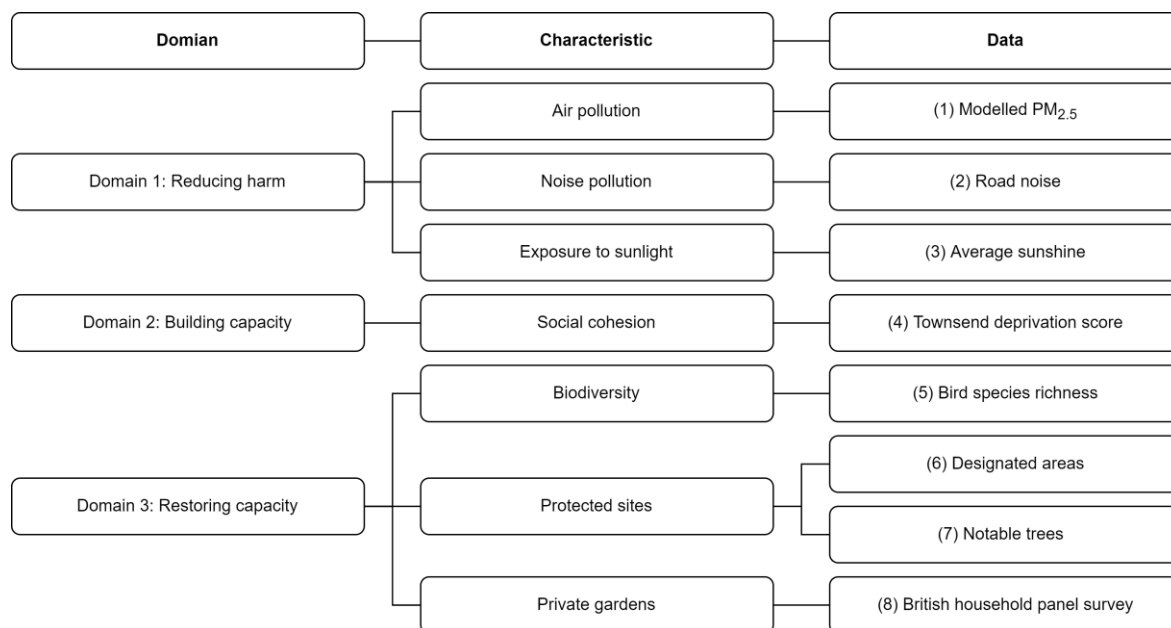 Domian
Characteristic
Data
Air pollution
(1) Modelled PM2.5
Domain 1: Reducing harm
Noise pollution
(2) Road noise
Exposure to sunlight
(3) Average sunshine
Domain 2: Building capacity
Social cohesion
(4) Townsend deprivation score
Biodiversity
(5) Bird species richness
Domain 3: Restoring capacity
Protected sites
(6) Designated areas
(7) Notable trees
Private gardens
(8) British household panel survey